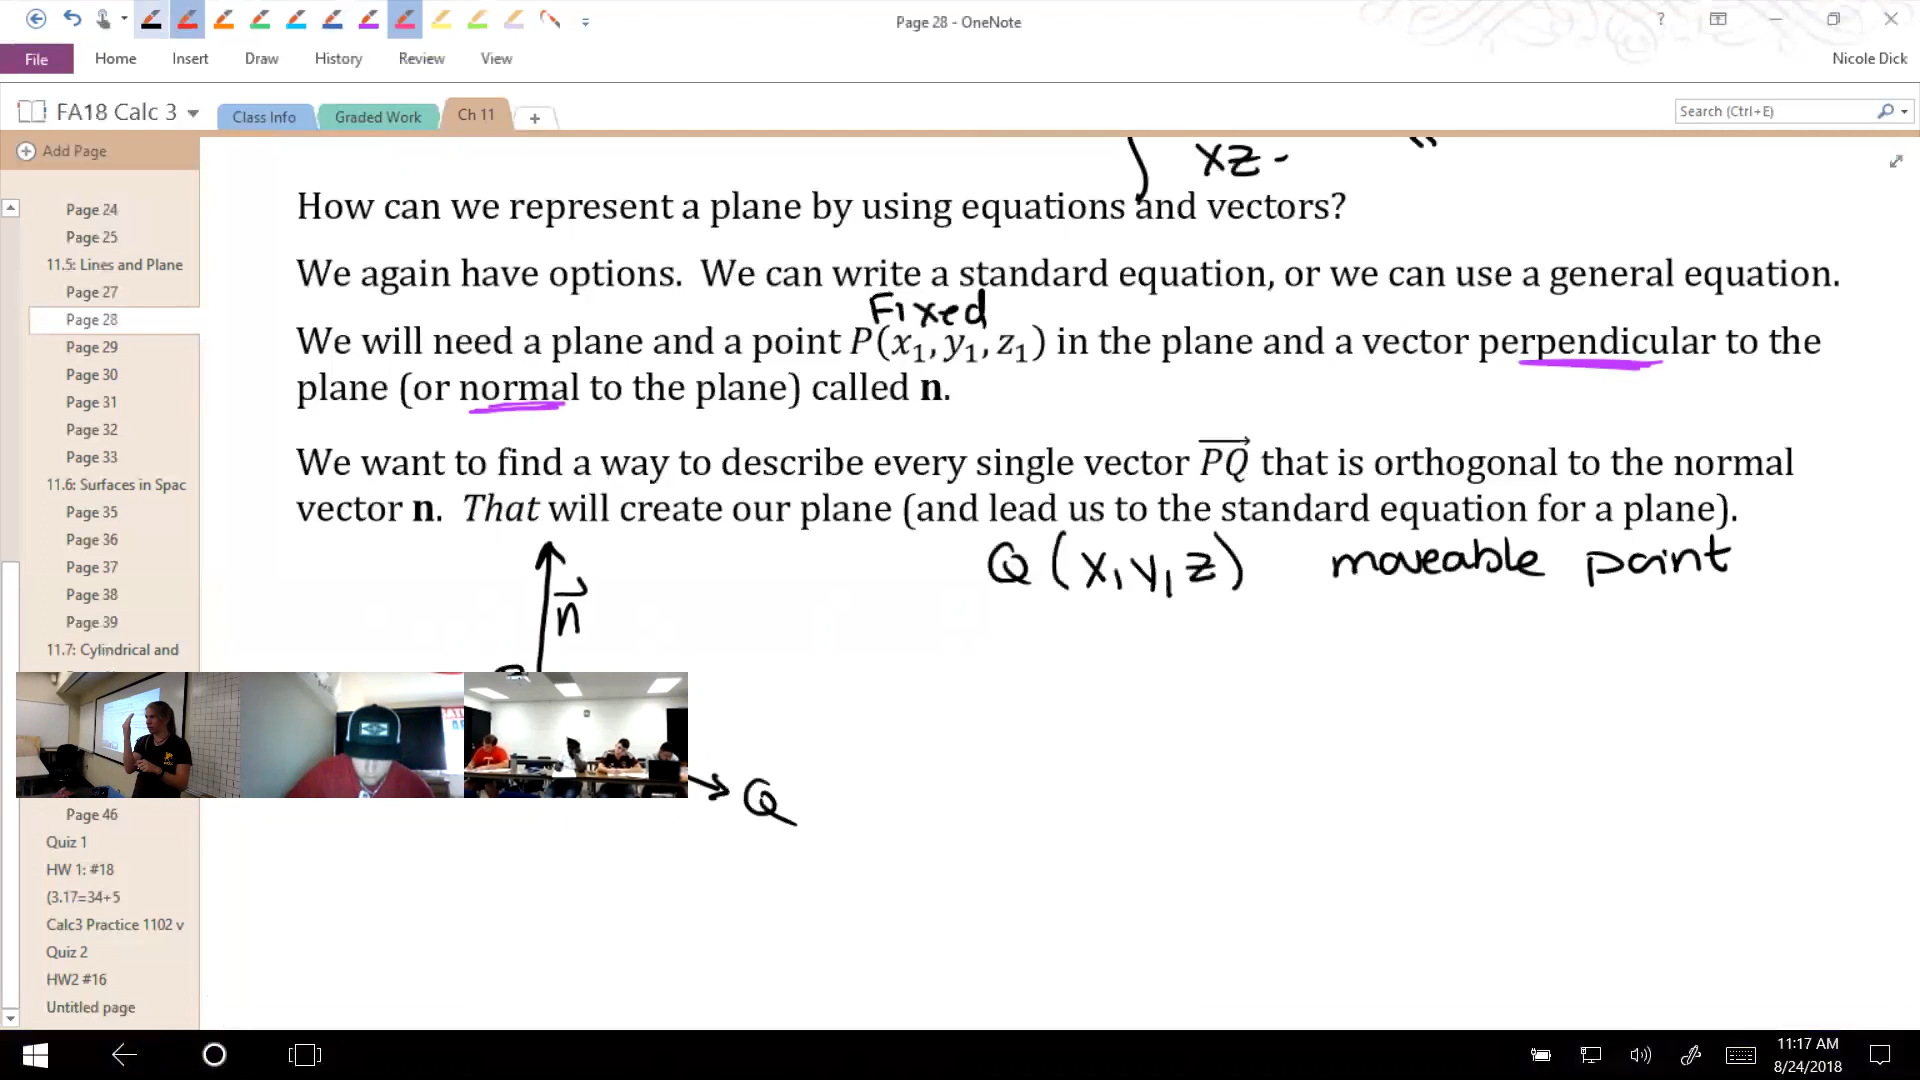 Page 28 - OneNote
?
File
Home
Insert
Draw
History
Review
View
Nicole Dick
FA18 Calc 3
Class Info
Graded Work
Ch 11
Search (Ctrl+E)
Add Page
Page 24
Page 25
11.5: Lines and Plane
Page 27
Page 28
Page 29
Page 30
Page 31
Page 32
Page 33
11.6: Surfaces in Spac
Page 35
Page 36
Page 37
Page 38
Page 39
11.7: Cylindrical and
Page 46
Quiz 1
HW 1: #18
(3.17=34+5
Calc3 Practice 1102 v
Quiz 2
HW2 #16
Untitled page
XZ -
How can we represent a plane by using equations and vectors?
We again have options. We can write a standard equation, or we can use a general equation.
Fixed
We will need a plane and a point P(x₁, y₁, z₁) in the plane and a vector perpendicular to the
plane (or normal to the plane) called n.
We want to find a way to describe every single vector PQ⃗ that is orthogonal to the normal
vector n. That will create our plane (and lead us to the standard equation for a plane).
Q (x, y, z) moveable point
n⃗
Q
11:17 AM
8/24/2018